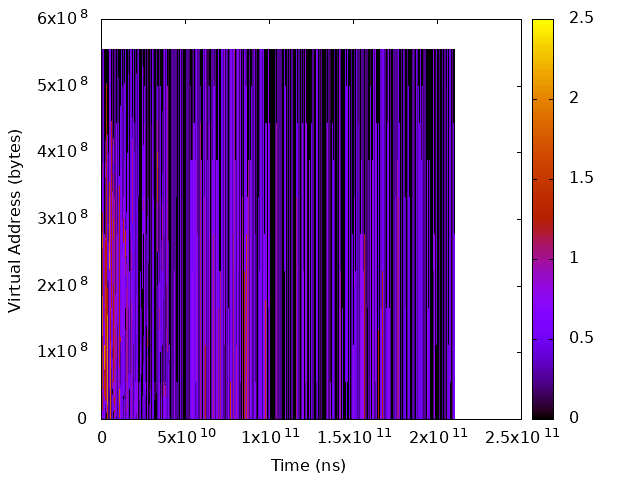 6x10^8
5x10^8
4x10^8
3x10^8
2x10^8
1x10^8
0
Virtual Address (bytes)
0 5x10^10 1x10^11 1.5x10^11 2x10^11 2.5x10^11
Time (ns)
2.5
2
1.5
1
0.5
0